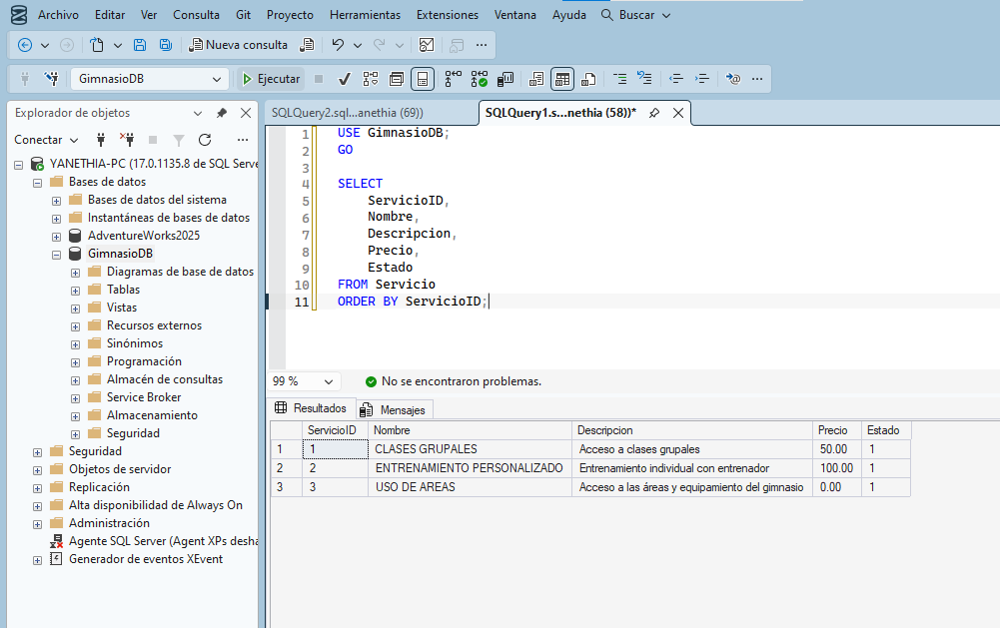 Archivo Editar Ver Consulta Git Proyecto Herramientas Extensiones Ventana Ayuda Buscar
Nueva consulta
GimnasioDB Ejecutar
Explorador de objetos
Conectar
YANETHIA-PC (17.0.1135.8 de SQL Serve
Bases de datos
Bases de datos del sistema
Instantáneas de bases de datos
AdventureWorks2025
GimnasioDB
Diagramas de base de datos
Tablas
Vistas
Recursos externos
Sinónimos
Programación
Almacén de consultas
Service Broker
Almacenamiento
Seguridad
Seguridad
Objetos de servidor
Replicación
Alta disponibilidad de Always On
Administración
Agente SQL Server (Agent XPs desha
Generador de eventos XEvent
SQLQuery2.sql...anethia (69)) SQLQuery1.s...nethia (58))*
1 USE GimnasioDB;
2 GO
3
4 SELECT
5 ServicioID,
6 Nombre,
7 Descripcion,
8 Precio,
9 Estado
10 FROM Servicio
11 ORDER BY ServicioID;
99 % No se encontraron problemas.
Resultados Mensajes
ServicioID Nombre Descripcion Precio Estado
1 1 CLASES GRUPALES Acceso a clases grupales 50.00 1
2 2 ENTRENAMIENTO PERSONALIZADO Entrenamiento individual con entrenador 100.00 1
3 3 USO DE AREAS Acceso a las áreas y equipamiento del gimnasio 0.00 1